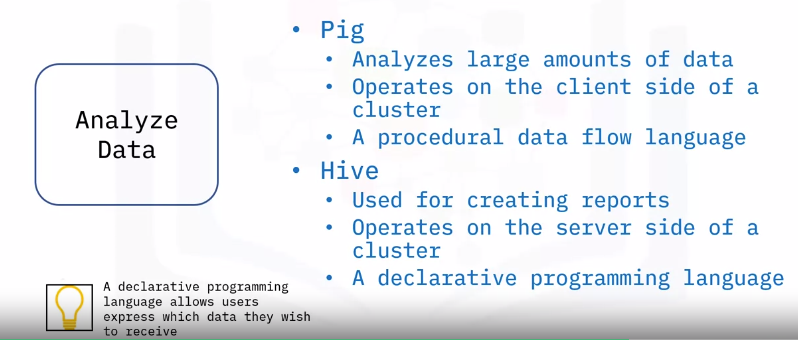 Analyze
Data
• Pig
• Analyzes large amounts of data
• Operates on the client side of a
cluster
• A procedural data flow language
• Hive
• Used for creating reports
• Operates on the server side of a
cluster
• A declarative programming language
A declarative programming
language allows users
express which data they wish
to receive